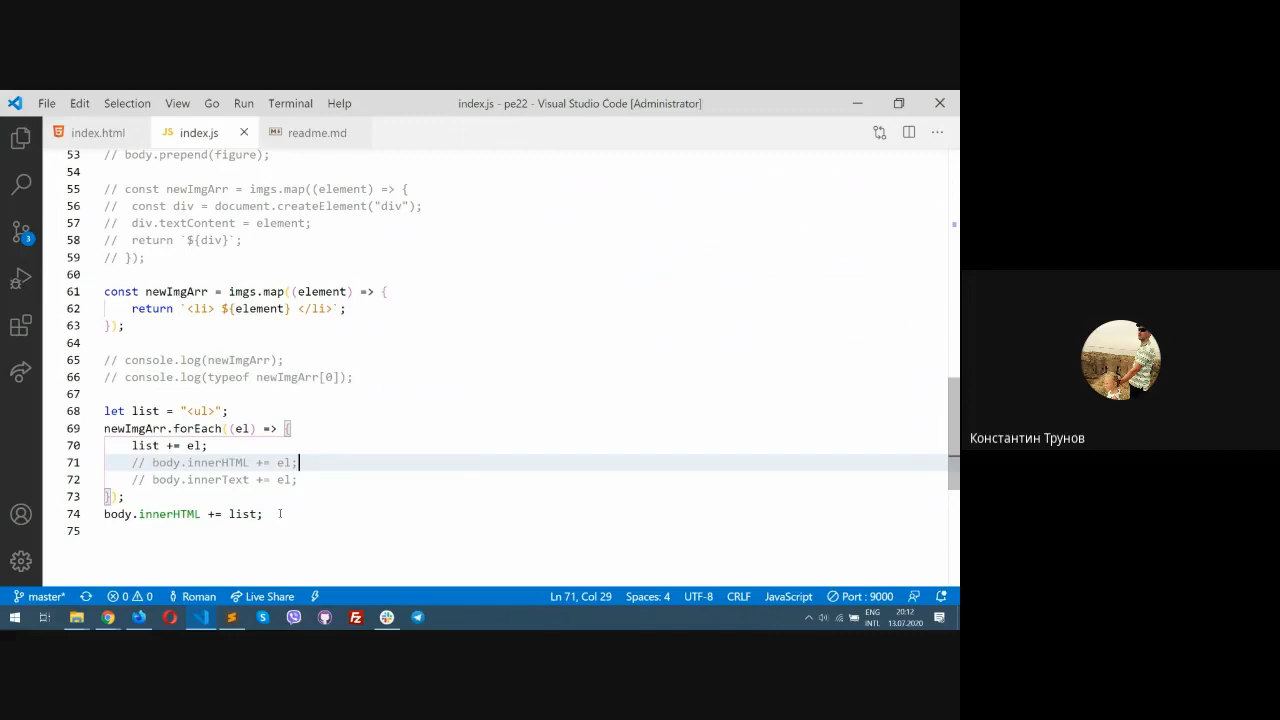 File Edit Selection View Go Run Terminal Help index.js - pe22 - Visual Studio Code [Administrator]
index.html JS index.js readme.md
53 // body.prepend(figure);
54
55 // const newImgArr = imgs.map((element) => {
56 //  const div = document.createElement("div");
57 //  div.textContent = element;
58 //  return `${div}`;
59 // });
60
61 const newImgArr = imgs.map((element) => {
62     return `<li> ${element} </li>`;
63 });
64
65 // console.log(newImgArr);
66 // console.log(typeof newImgArr[0]);
67
68 let list = "<ul>";
69 newImgArr.forEach((el) => {
70     list += el;
71     // body.innerHTML += el;
72     // body.innerText += el;
73 });
74 body.innerHTML += list;
75
3
Константин Трунов
master* 0 0 Roman Live Share Ln 71, Col 29 Spaces: 4 UTF-8 CRLF JavaScript Port : 9000
ENG 20:12
INTL 13.07.2020